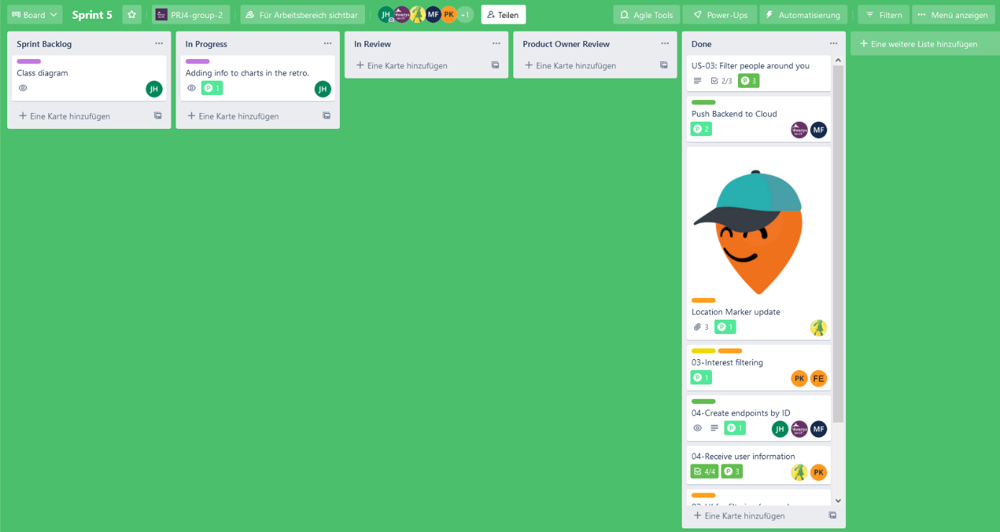 Board
Sprint 5
PRJ4-group-2
Für Arbeitsbereich sichtbar
JH
Fontys
MF
PK
+1
Teilen
Agile Tools
Power-Ups
Automatisierung
Filtern
Menü anzeigen
Sprint Backlog
Class diagram
JH
Eine Karte hinzufügen
In Progress
Adding info to charts in the retro.
1
JH
Eine Karte hinzufügen
In Review
Eine Karte hinzufügen
Product Owner Review
Eine Karte hinzufügen
Done
US-03: Filter people around you
2/3
3
Push Backend to Cloud
2
Fontys
MF
Location Marker update
3
1
03-Interest filtering
1
PK
FE
04-Create endpoints by ID
1
JH
Fontys
MF
04-Receive user information
4/4
3
PK
Eine Karte hinzufügen
Eine weitere Liste hinzufügen